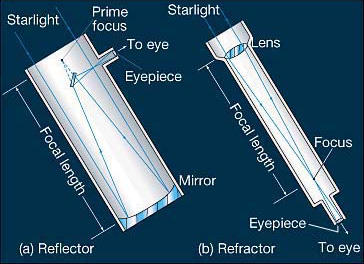 Starlight
Prime
focus
To eye
Eyepiece
Focal length
Mirror
(a) Reflector
Starlight
Lens
Focal length
Focus
Eyepiece
To eye
(b) Refractor